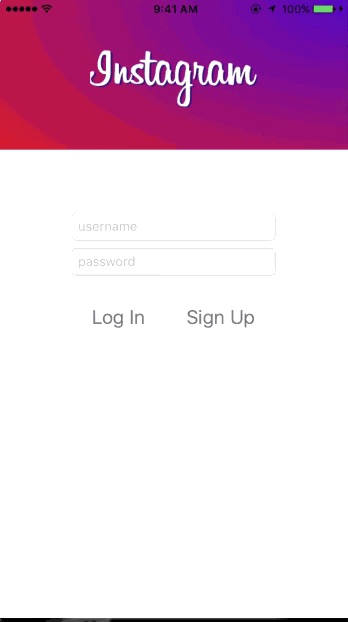 9:41 AM 100%
Instagram
username
password
Log In Sign Up